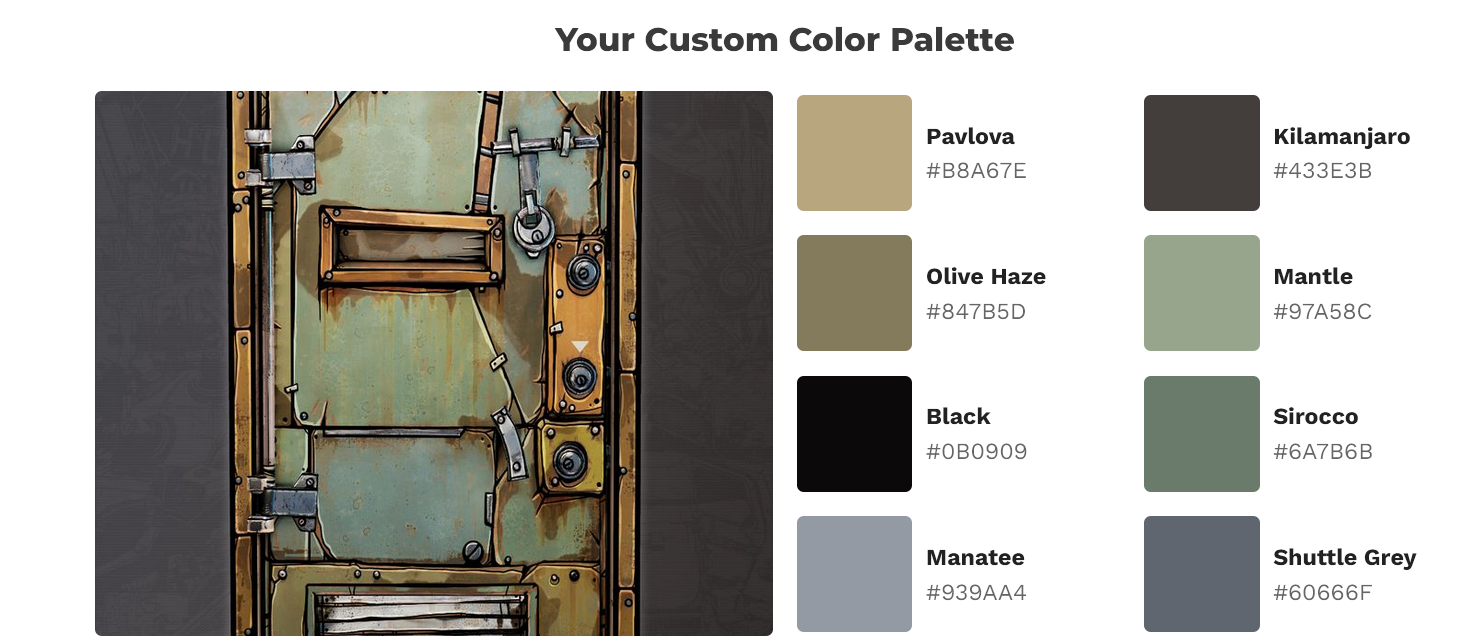 Your Custom Color Palette
Pavlova
#B8A67E
Kilamanjaro
#433E3B
Olive Haze
#847B5D
Mantle
#97A58C
Black
#0B0909
Sirocco
#6A7B6B
Manatee
#939AA4
Shuttle Grey
#60666F